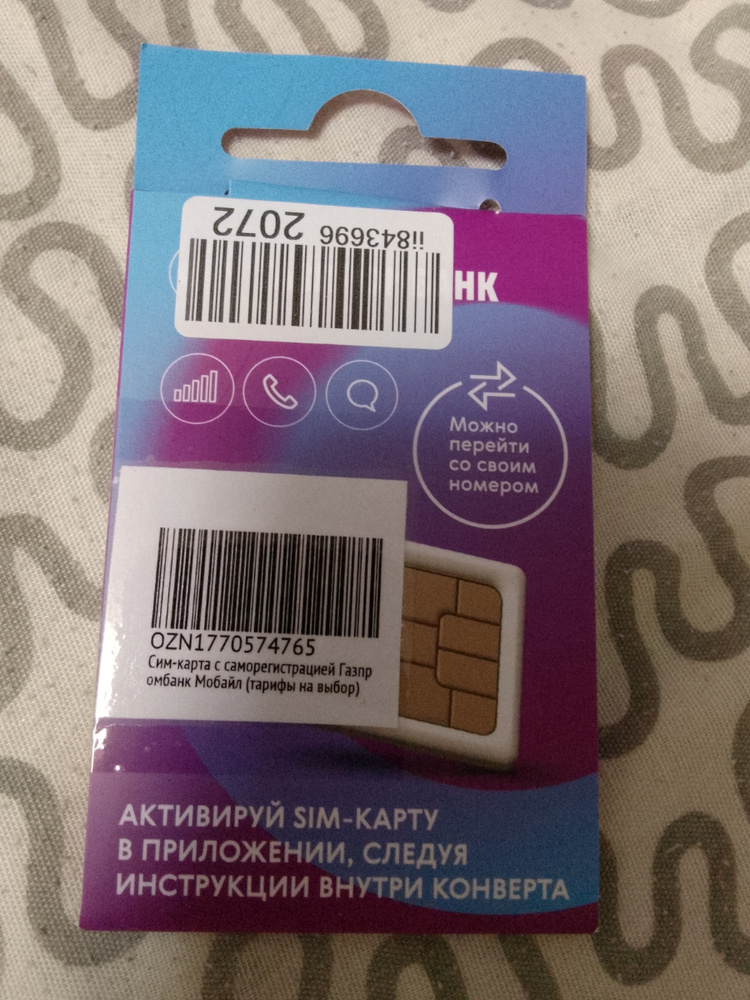 ii843696 2072
НК
Можно
перейти
со своим
номером
OZN1770574765
Сим-карта с саморегистрацией Газпр
омбанк Мобайл (тарифы на выбор)
АКТИВИРУЙ SIM-КАРТУ
В ПРИЛОЖЕНИИ, СЛЕДУЯ
ИНСТРУКЦИИ ВНУТРИ КОНВЕРТА